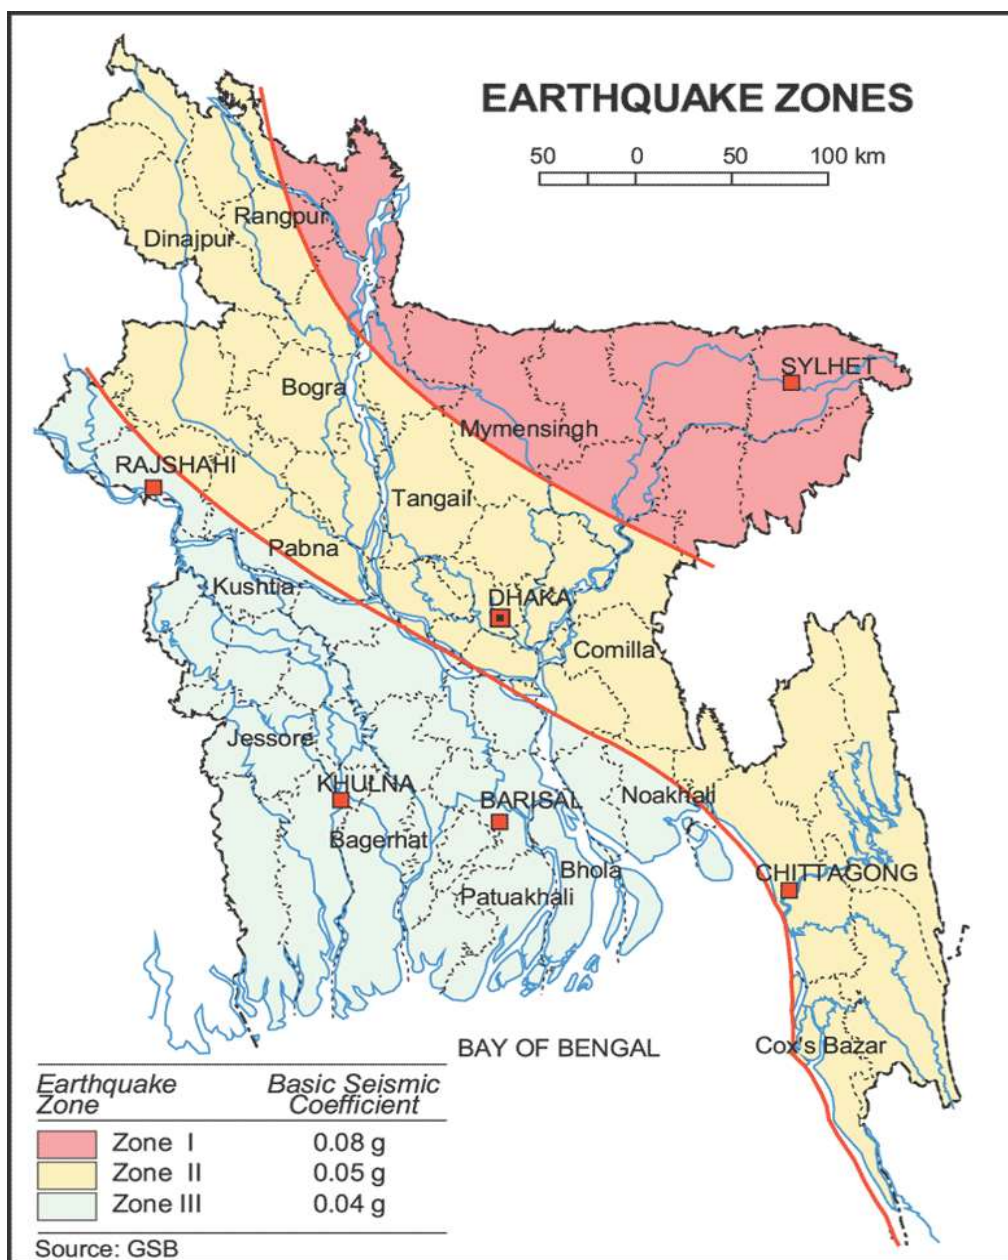 EARTHQUAKE ZONES
50 0 50 100 km
Rangpur
Dinajpur
SYLHET
Bogra
Mymensingh
RAJSHAHI
Tangail
Pabna
Kushtia
DHAKA
Comilla
Jessore
KHULNA
BARISAL
Noakhali
Bagerhat
Bhola
CHITTAGONG
Patuakhali
BAY OF BENGAL
Cox's Bazar
Earthquake Zone
Basic Seismic Coefficient
Zone I 0.08 g
Zone II 0.05 g
Zone III 0.04 g
Source: GSB